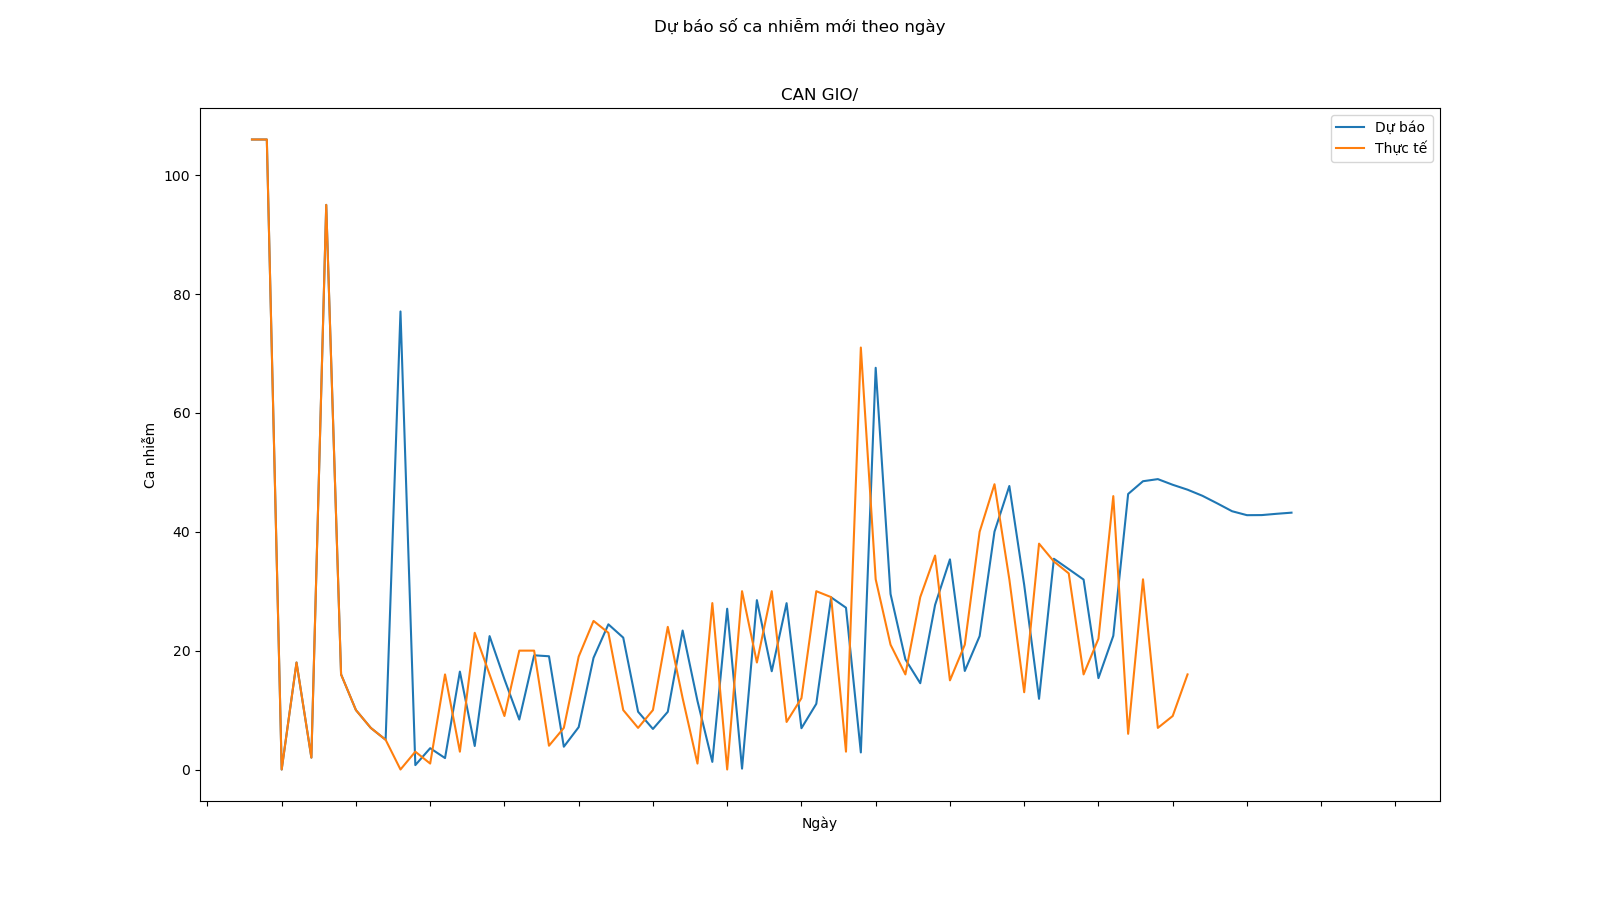 Dự báo số ca nhiễm mới theo ngày
CAN GIO/
Dự báo
Thực tế
100
80
60
40
20
0
Ca nhiễm
Ngày